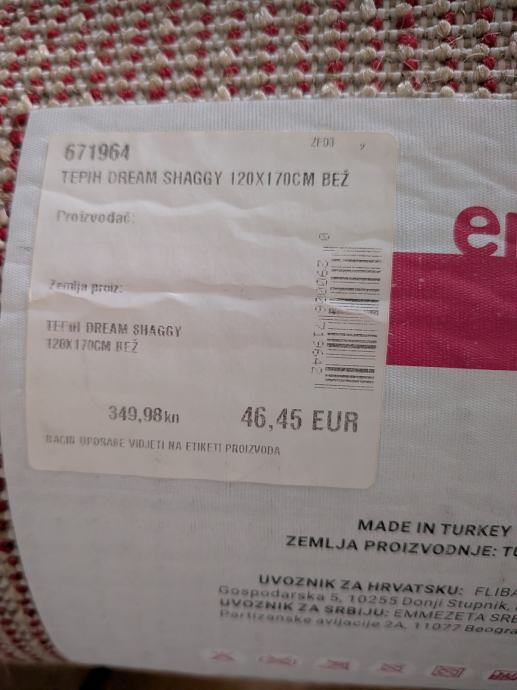 671964
TEPIH DREAM SHAGGY 120X170CM BEŽ
Proizvođač:
Zemlja proiz:
TEPIH DREAM SHAGGY
120X170CM BEŽ
349,98kn
46,45 EUR
NAČIN UPORABE VIDJETI NA ETIKETI PROIZVODA
MADE IN TURKEY
ZEMLJA PROIZVODNJE:
UVOZNIK ZA HRVATSKU:
Gospodarska 5, 10255 Donji Stupnik,
UVOZNIK ZA SRBIJU: EMMEZETA
Partizanske avijacije 2A, 11077